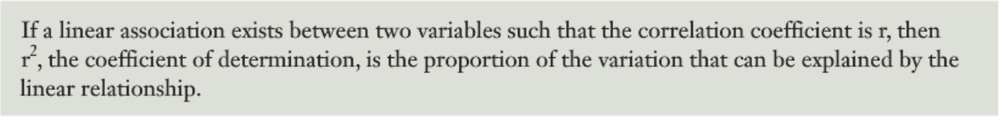 If a linear association exists between two variables such that the correlation coefficient is r, then
r², the coefficient of determination, is the proportion of the variation that can be explained by the
linear relationship.